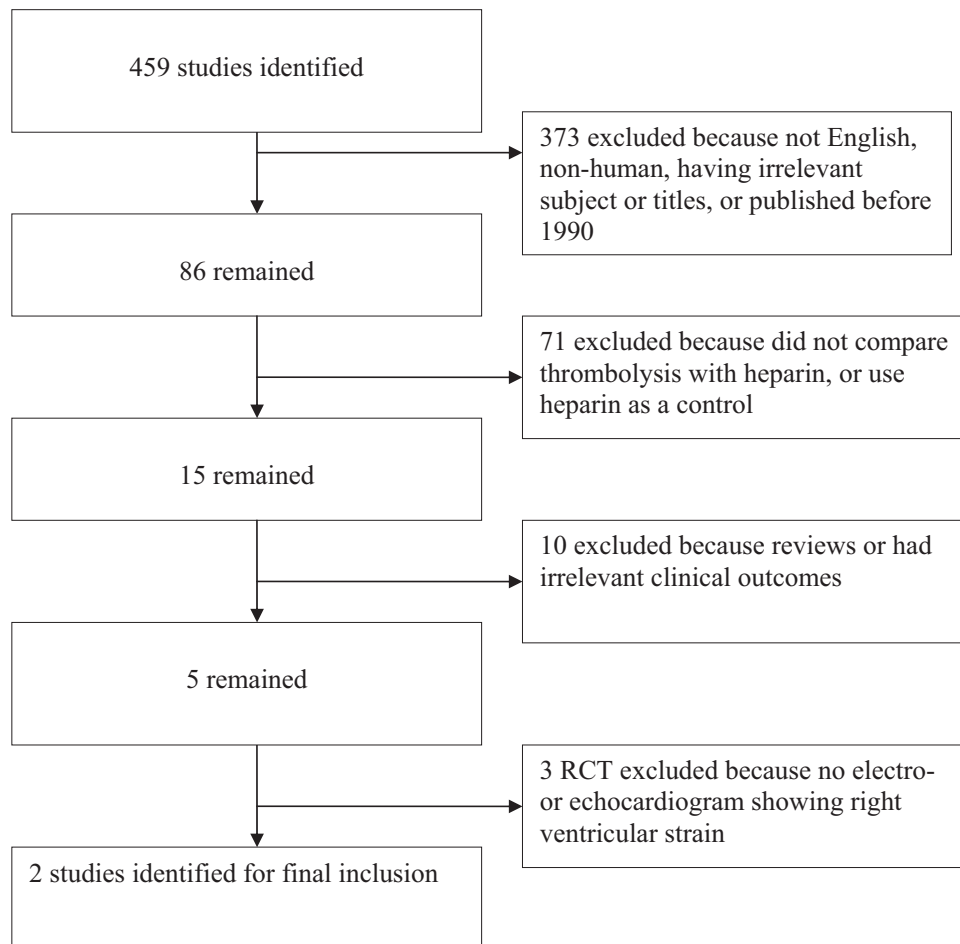 459 studies identified
373 excluded because not English,
non-human, having irrelevant
subject or titles, or published before
1990
86 remained
71 excluded because did not compare
thrombolysis with heparin, or use
heparin as a control
15 remained
10 excluded because reviews or had
irrelevant clinical outcomes
5 remained
3 RCT excluded because no electro-
or echocardiogram showing right
ventricular strain
2 studies identified for final inclusion